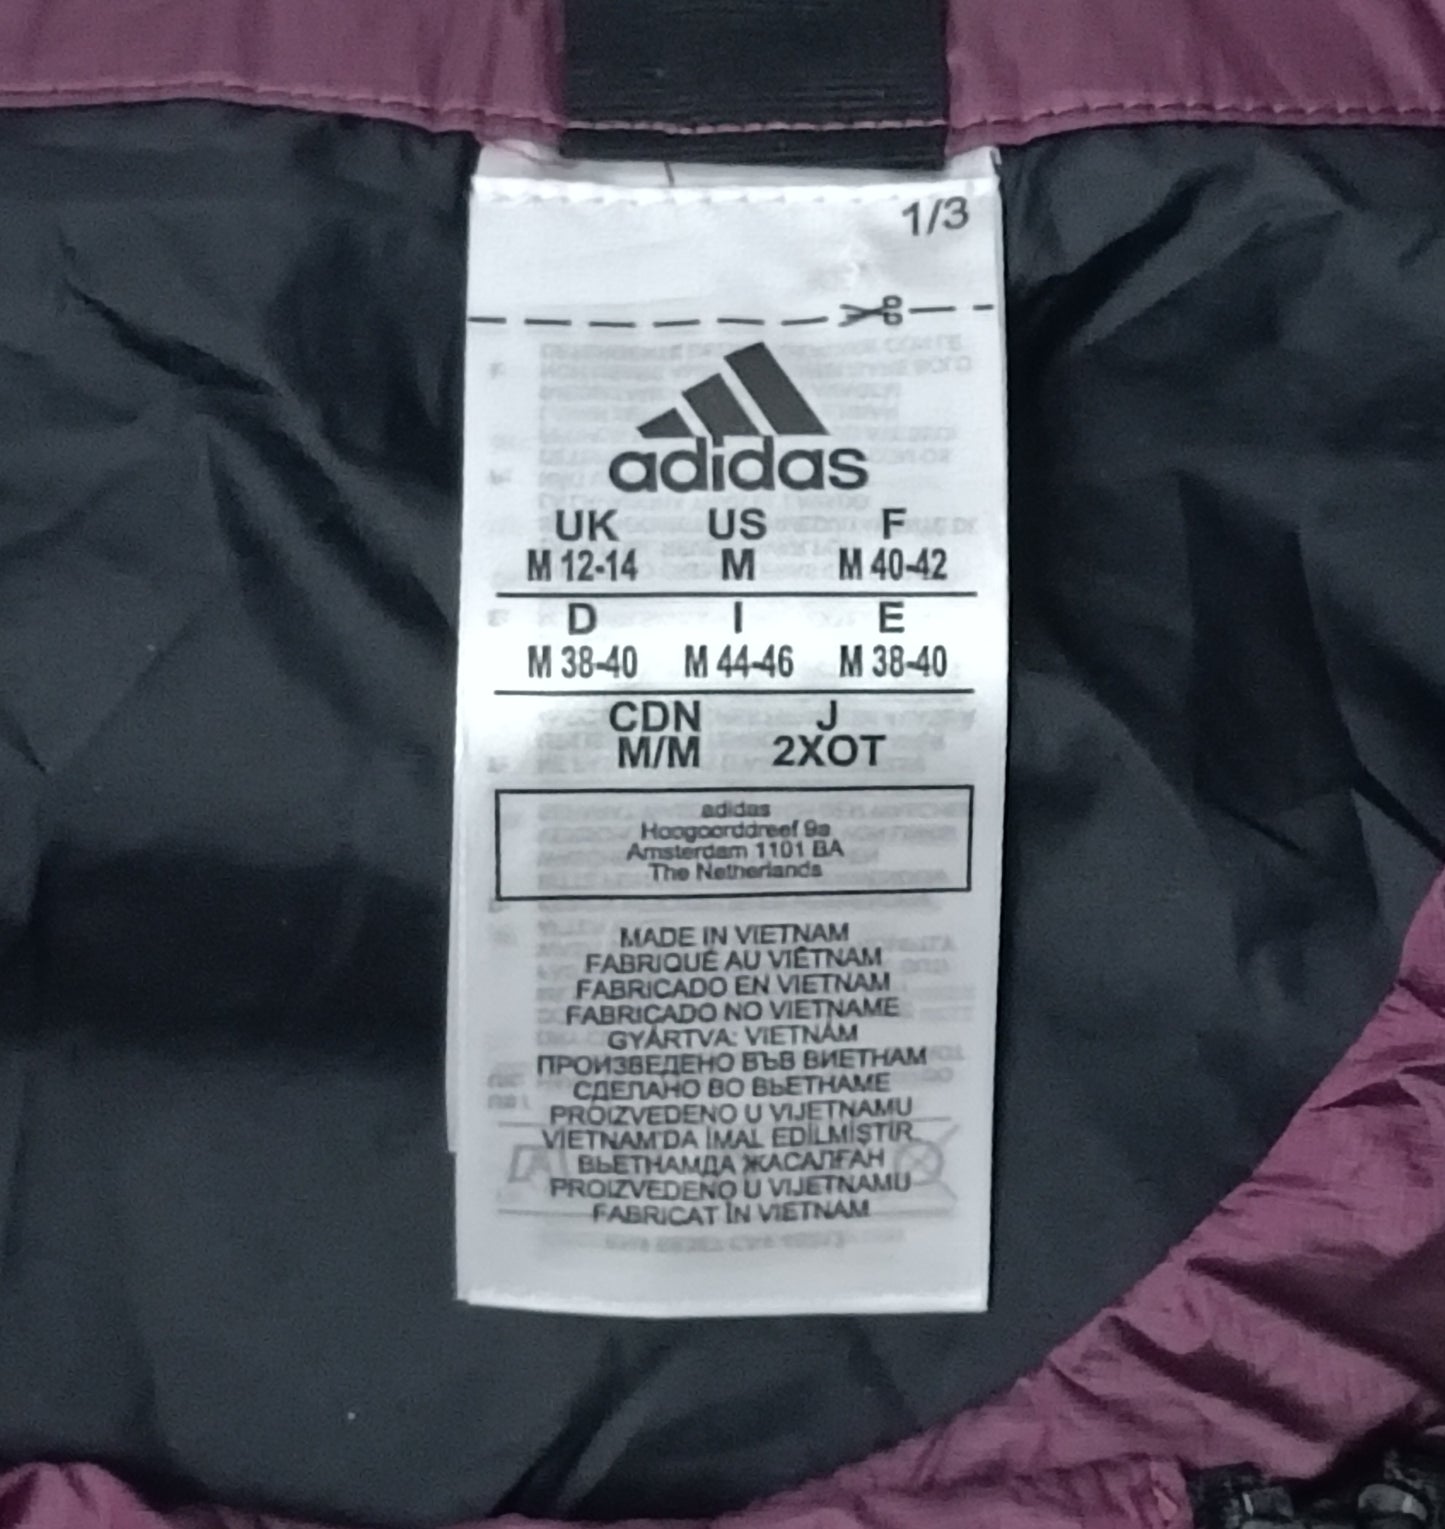 1/3
adidas
UK US F
M 12-14 M M 40-42
D I E
M 38-40 M 44-46 M 38-40
CDN J
M/M 2XOT
adidas
Hoogoorddreef 9a
Amsterdam 1101 BA
The Netherlands
MADE IN VIETNAM
FABRIQUÉ AU VIÊTNAM
FABRICADO EN VIETNAM
FABRICADO NO VIETNAME
GYÁRTVA: VIETNÁM
ПРОИЗВЕДЕНО ВЪВ ВИЕТНАМ
СДЕЛАНО ВО ВЬЕТНАМЕ
PROIZVEDENO U VIJETNAMU
VIETNAM'DA İMAL EDİLMİŞTİR
ВЬЕТНАМДА ЖАСАЛҒАН
PROIZVEDENO U VIJETNAMU
FABRICAT ÎN VIETNAM